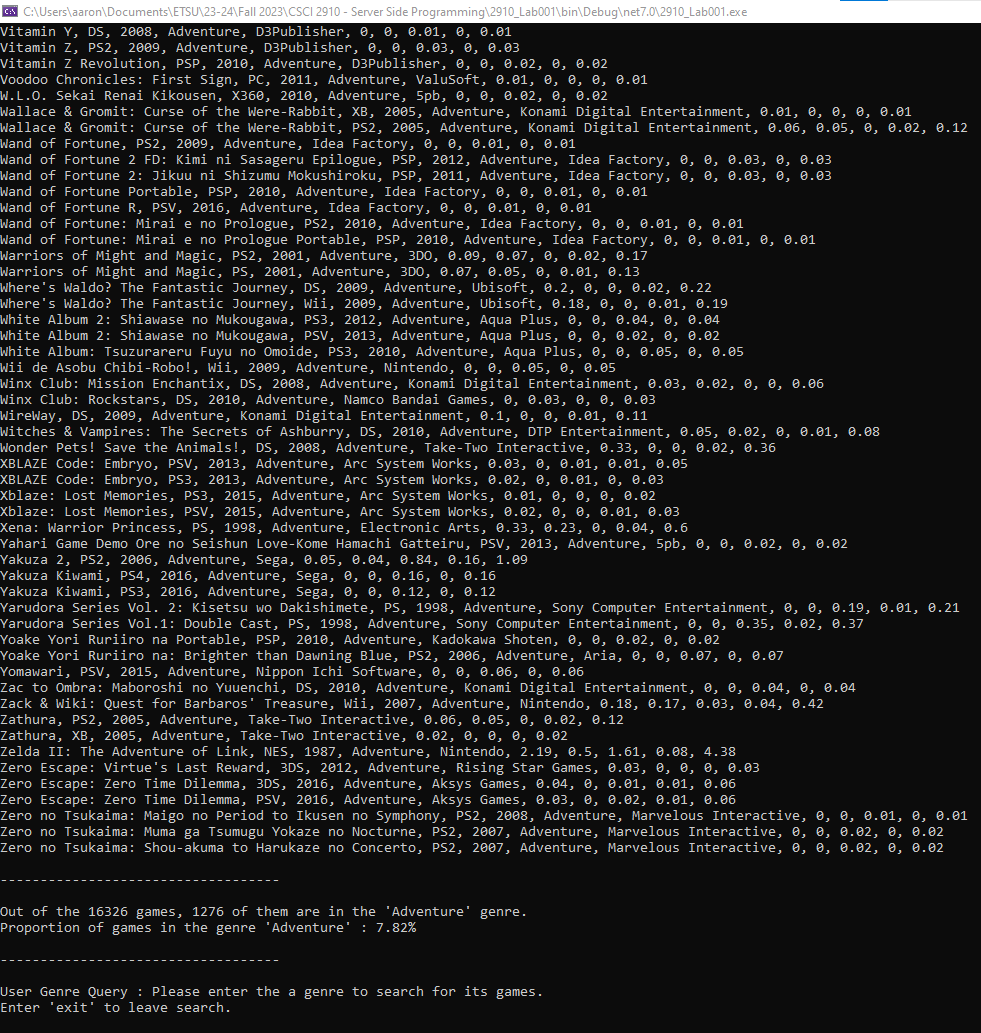 C:\Users\aaron\Documents\ETSU\23-24\Fall 2023\CSCI 2910 - Server Side Programming\2910_Lab001\bin\Debug\net7.0\2910_Lab001.exe
Vitamin Y, DS, 2008, Adventure, D3Publisher, 0, 0, 0.01, 0, 0.01
Vitamin Z, PS2, 2009, Adventure, D3Publisher, 0, 0, 0.03, 0, 0.03
Vitamin Z Revolution, PSP, 2010, Adventure, D3Publisher, 0, 0, 0.02, 0, 0.02
Voodoo Chronicles: First Sign, PC, 2011, Adventure, ValuSoft, 0.01, 0, 0, 0, 0.01
W.L.O. Sekai Renai Kikousen, X360, 2010, Adventure, 5pb, 0, 0, 0.02, 0, 0.02
Wallace & Gromit: Curse of the Were-Rabbit, XB, 2005, Adventure, Konami Digital Entertainment, 0.01, 0, 0, 0, 0.01
Wallace & Gromit: Curse of the Were-Rabbit, PS2, 2005, Adventure, Konami Digital Entertainment, 0.06, 0.05, 0, 0.02, 0.12
Wand of Fortune, PS2, 2009, Adventure, Idea Factory, 0, 0, 0.01, 0, 0.01
Wand of Fortune 2 FD: Kimi ni Sasageru Epilogue, PSP, 2012, Adventure, Idea Factory, 0, 0, 0.03, 0, 0.03
Wand of Fortune 2: Jikuu ni Shizumu Mokushiroku, PSP, 2011, Adventure, Idea Factory, 0, 0, 0.03, 0, 0.03
Wand of Fortune Portable, PSP, 2010, Adventure, Idea Factory, 0, 0, 0.01, 0, 0.01
Wand of Fortune R, PSV, 2016, Adventure, Idea Factory, 0, 0, 0.01, 0, 0.01
Wand of Fortune: Mirai e no Prologue, PS2, 2010, Adventure, Idea Factory, 0, 0, 0.01, 0, 0.01
Wand of Fortune: Mirai e no Prologue Portable, PSP, 2010, Adventure, Idea Factory, 0, 0, 0.01, 0, 0.01
Warriors of Might and Magic, PS2, 2001, Adventure, 3DO, 0.09, 0.07, 0, 0.02, 0.17
Warriors of Might and Magic, PS, 2001, Adventure, 3DO, 0.07, 0.05, 0, 0.01, 0.13
Where's Waldo? The Fantastic Journey, DS, 2009, Adventure, Ubisoft, 0.2, 0, 0, 0.02, 0.22
Where's Waldo? The Fantastic Journey, Wii, 2009, Adventure, Ubisoft, 0.18, 0, 0, 0.01, 0.19
White Album 2: Shiawase no Mukougawa, PS3, 2012, Adventure, Aqua Plus, 0, 0, 0.04, 0, 0.04
White Album 2: Shiawase no Mukougawa, PSV, 2013, Adventure, Aqua Plus, 0, 0, 0.02, 0, 0.02
White Album: Tsuzurareru Fuyu no Omoide, PS3, 2010, Adventure, Aqua Plus, 0, 0, 0.05, 0, 0.05
Wii de Asobu Chibi-Robo!, Wii, 2009, Adventure, Nintendo, 0, 0, 0.05, 0, 0.05
Winx Club: Mission Enchantix, DS, 2008, Adventure, Konami Digital Entertainment, 0.03, 0.02, 0, 0, 0.06
Winx Club: Rockstars, DS, 2010, Adventure, Namco Bandai Games, 0, 0.03, 0, 0, 0.03
WireWay, DS, 2009, Adventure, Konami Digital Entertainment, 0.1, 0, 0, 0.01, 0.11
Witches & Vampires: The Secrets of Ashburry, DS, 2010, Adventure, DTP Entertainment, 0.05, 0.02, 0, 0.01, 0.08
Wonder Pets! Save the Animals!, DS, 2008, Adventure, Take-Two Interactive, 0.33, 0, 0, 0.02, 0.36
XBLAZE Code: Embryo, PSV, 2013, Adventure, Arc System Works, 0.03, 0, 0.01, 0.01, 0.05
XBLAZE Code: Embryo, PS3, 2013, Adventure, Arc System Works, 0.02, 0, 0.01, 0, 0.03
Xblaze: Lost Memories, PS3, 2015, Adventure, Arc System Works, 0.01, 0, 0, 0, 0.02
Xblaze: Lost Memories, PSV, 2015, Adventure, Arc System Works, 0.02, 0, 0, 0.01, 0.03
Xena: Warrior Princess, PS, 1998, Adventure, Electronic Arts, 0.33, 0.23, 0, 0.04, 0.6
Yahari Game Demo Ore no Seishun Love-Kome Hamachi Gatteiru, PSV, 2013, Adventure, 5pb, 0, 0, 0.02, 0, 0.02
Yakuza 2, PS2, 2006, Adventure, Sega, 0.05, 0.04, 0.84, 0.16, 1.09
Yakuza Kiwami, PS4, 2016, Adventure, Sega, 0, 0, 0.16, 0, 0.16
Yakuza Kiwami, PS3, 2016, Adventure, Sega, 0, 0, 0.12, 0, 0.12
Yarudora Series Vol. 2: Kisetsu wo Dakishimete, PS, 1998, Adventure, Sony Computer Entertainment, 0, 0, 0.19, 0.01, 0.21
Yarudora Series Vol.1: Double Cast, PS, 1998, Adventure, Sony Computer Entertainment, 0, 0, 0.35, 0.02, 0.37
Yoake Yori Ruriiro na Portable, PSP, 2010, Adventure, Kadokawa Shoten, 0, 0, 0.02, 0, 0.02
Yoake Yori Ruriiro na: Brighter than Dawning Blue, PS2, 2006, Adventure, Aria, 0, 0, 0.07, 0, 0.07
Yomawari, PSV, 2015, Adventure, Nippon Ichi Software, 0, 0, 0.06, 0, 0.06
Zac to Ombra: Maboroshi no Yuuenchi, DS, 2010, Adventure, Konami Digital Entertainment, 0, 0, 0.04, 0, 0.04
Zack & Wiki: Quest for Barbaros' Treasure, Wii, 2007, Adventure, Nintendo, 0.18, 0.17, 0.03, 0.04, 0.42
Zathura, PS2, 2005, Adventure, Take-Two Interactive, 0.06, 0.05, 0, 0.02, 0.12
Zathura, XB, 2005, Adventure, Take-Two Interactive, 0.02, 0, 0, 0, 0.02
Zelda II: The Adventure of Link, NES, 1987, Adventure, Nintendo, 2.19, 0.5, 1.61, 0.08, 4.38
Zero Escape: Virtue's Last Reward, 3DS, 2012, Adventure, Rising Star Games, 0.03, 0, 0, 0, 0.03
Zero Escape: Zero Time Dilemma, 3DS, 2016, Adventure, Aksys Games, 0.04, 0, 0.01, 0.01, 0.06
Zero Escape: Zero Time Dilemma, PSV, 2016, Adventure, Aksys Games, 0.03, 0, 0.02, 0.01, 0.06
Zero no Tsukaima: Maigo no Period to Ikusen no Symphony, PS2, 2008, Adventure, Marvelous Interactive, 0, 0, 0.01, 0, 0.01
Zero no Tsukaima: Muma ga Tsumugu Yokaze no Nocturne, PS2, 2007, Adventure, Marvelous Interactive, 0, 0, 0.02, 0, 0.02
Zero no Tsukaima: Shou-akuma to Harukaze no Concerto, PS2, 2007, Adventure, Marvelous Interactive, 0, 0, 0.02, 0, 0.02
-----------------------------------
Out of the 16326 games, 1276 of them are in the 'Adventure' genre.
Proportion of games in the genre 'Adventure' : 7.82%
-----------------------------------
User Genre Query : Please enter the a genre to search for its games.
Enter 'exit' to leave search.